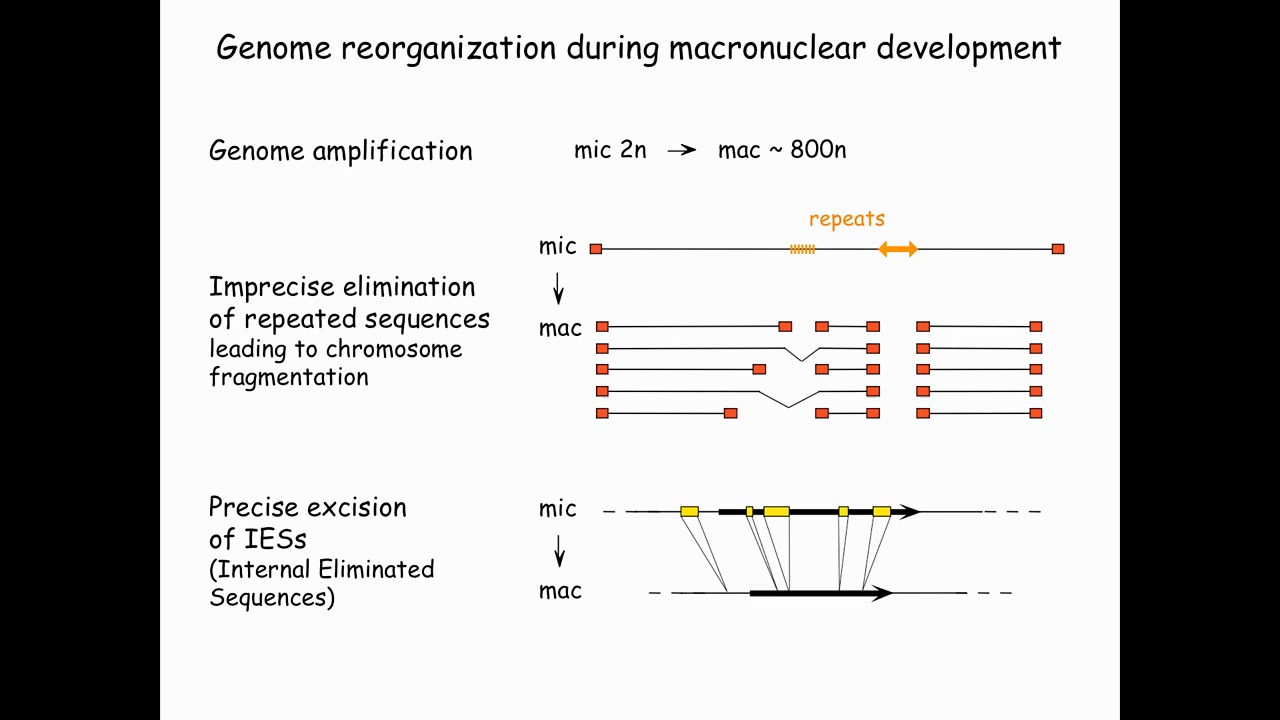 Genome reorganization during macronuclear development
Genome amplification
mic 2n → mac ~ 800n
repeats
mic
Imprecise elimination
of repeated sequences
leading to chromosome
fragmentation
mac
Precise excision
of IESs
(Internal Eliminated
Sequences)
mic
mac